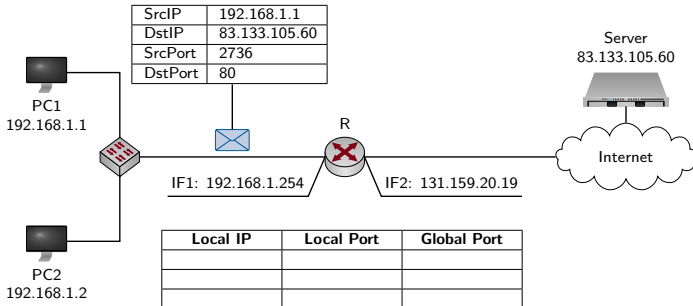 SrcIP 192.168.1.1
DstIP 83.133.105.60
SrcPort 2736
DstPort 80
Server
83.133.105.60
PC1
192.168.1.1
R
Internet
IF1: 192.168.1.254
IF2: 131.159.20.19
PC2
192.168.1.2
Local IP Local Port Global Port